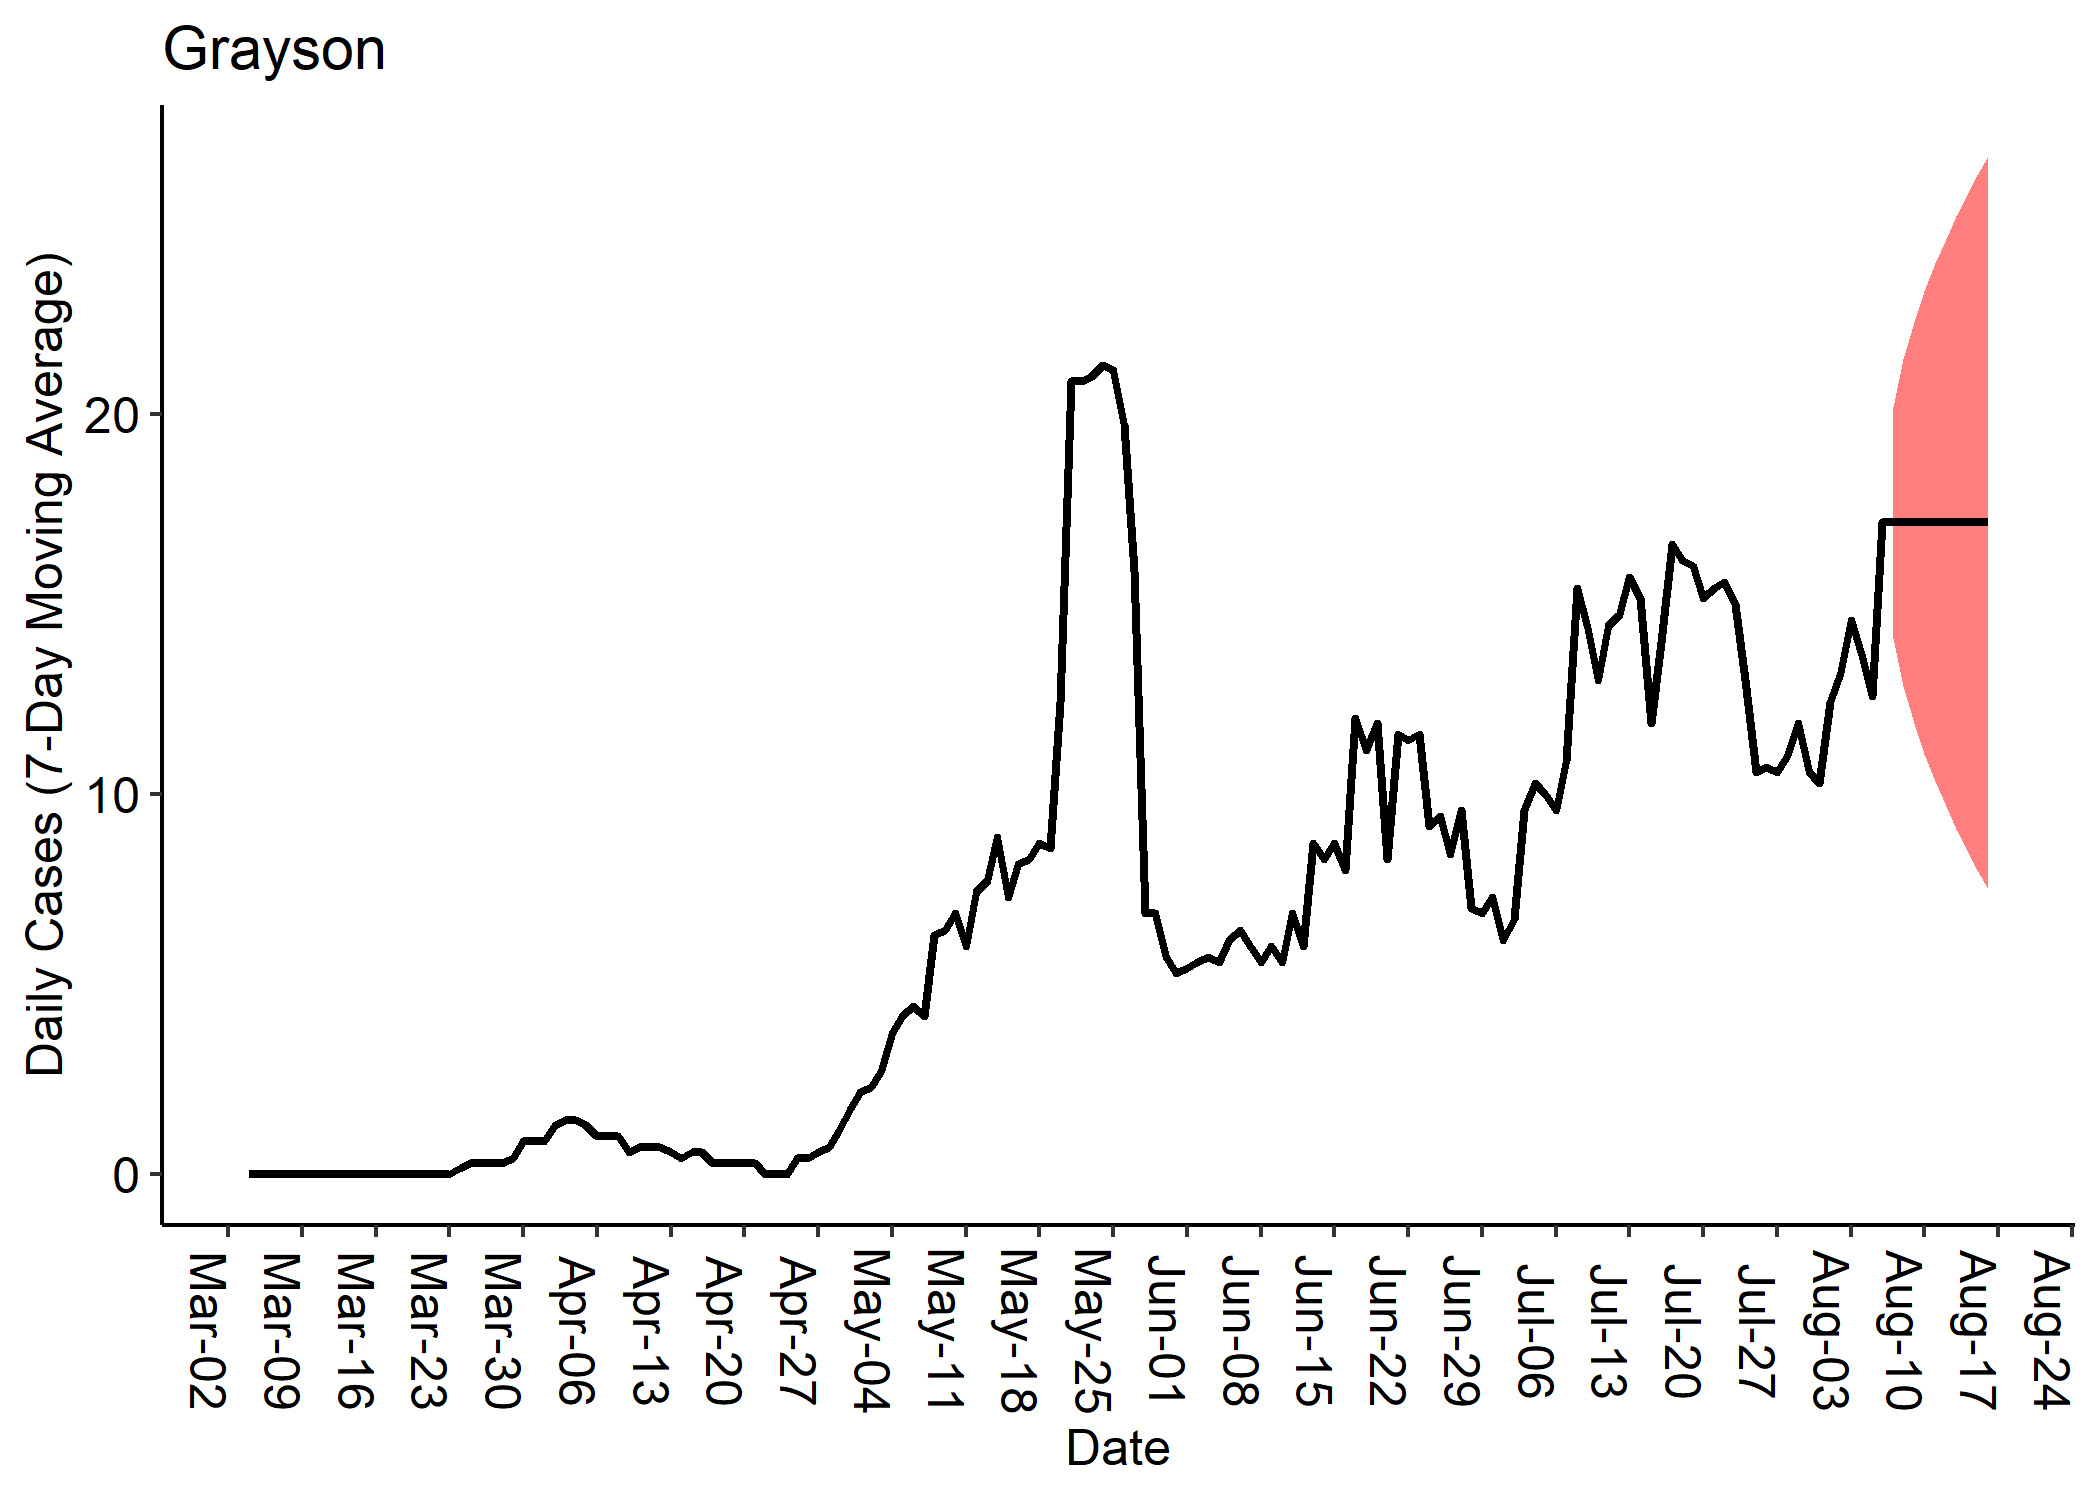 Grayson
Daily Cases (7-Day Moving Average)
20
10
0
Mar-02
Mar-09
Mar-16
Mar-23
Mar-30
Apr-06
Apr-13
Apr-20
Apr-27
May-04
May-11
May-18
May-25
Jun-01
Jun-08
Jun-15
Jun-22
Jun-29
Jul-06
Jul-13
Jul-20
Jul-27
Aug-03
Aug-10
Aug-17
Aug-24
Date